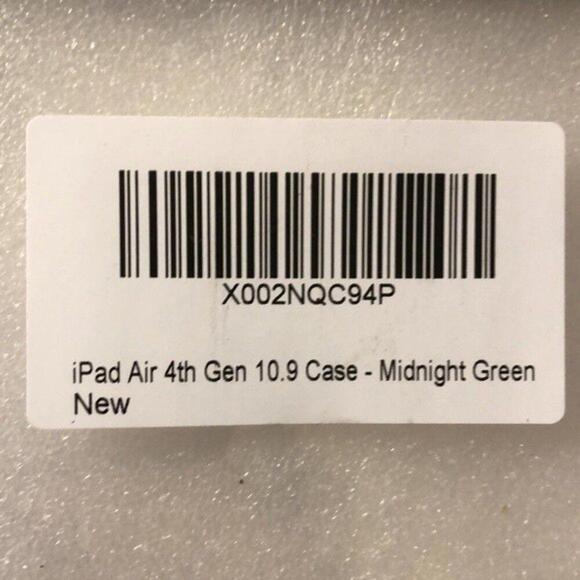 X002NQC94P
iPad Air 4th Gen 10.9 Case - Midnight Green
New